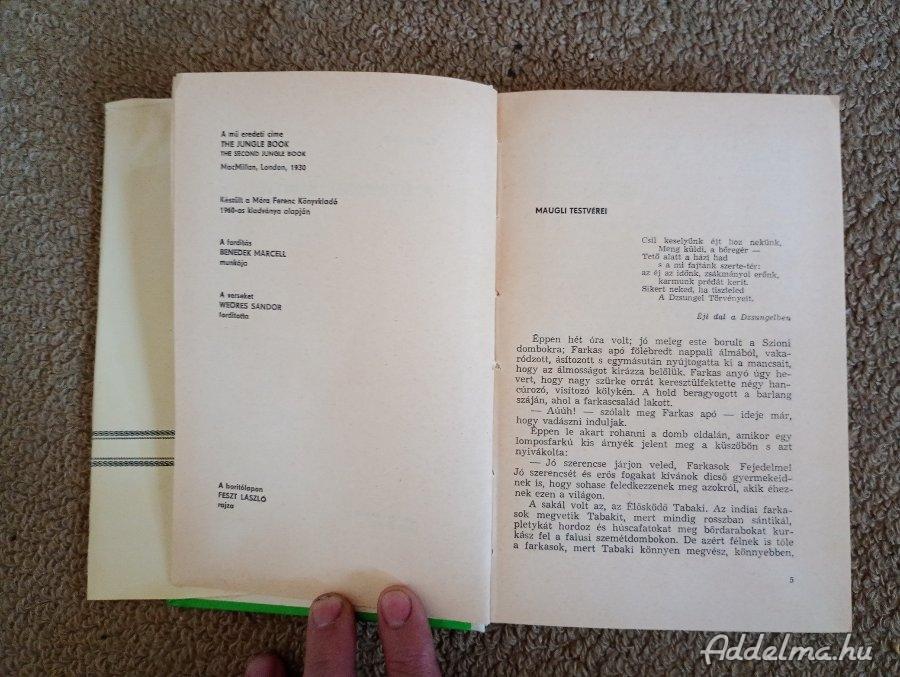 A mű eredeti címe
THE JUNGLE BOOK
THE SECOND JUNGLE BOOK
MacMillan, London, 1930
Készült a Móra Ferenc Könyvkiadó
1960-as kiadványa alapján
A fordítás
BENEDEK MARCELL
munkája
A verseket
WEÖRES SÁNDOR
fordította
A borítólapon
FESZT LÁSZLÓ
rajza
MAUGLI TESTVÉREI
Csil keselyűnk éjt hoz nekünk,
Meng küldi, a bőregér —
Tető alatt a házi had
s a mi fajtánk szerte-tér:
az éj az időnk, zsákmányol erőnk,
karmunk prédát kerít.
Sikert neked, ha tiszteled
A Dzsungel Törvényeit.
Éji dal a Dzsungelben
Éppen hét óra volt; jó meleg este borult a Szioni
dombokra; Farkas apó fölébredt nappali álmából, vaka-
ródzott, ásítozott s egymásután nyújtogatta ki a mancsait,
hogy az álmosságot kirázza belőlük. Farkas anyó úgy he-
vert, hogy nagy szürke orrát keresztülfektette négy han-
cúrozó, visítozó kölykén. A hold beragyogott a barlang
száján, ahol a farkascsalád lakott.
— Aúúh! — szólalt meg Farkas apó — ideje már,
hogy vadászni induljak.
Éppen le akart rohanni a domb oldalán, amikor egy
lomposfarkú kis árnyék jelent meg a küszöbön s azt
nyivákolta:
— Jó szerencse járjon veled, Farkasok Fejedelme!
Jó szerencsét és erős fogakat kívánok dicső gyermekeid-
nek is, hogy sohase feledkezzenek meg azokról, akik éhez-
nek ezen a világon.
A sakál volt az, az Élősködő Tabaki. Az indiai farka-
sok megvetik Tabakit, mert mindig rosszban sántikál,
pletykát hordoz és húscafatokat meg bőrdarabokat kur-
kász fel a falusi szemétdombokon. De azért félnek is tőle
a farkasok, mert Tabaki könnyen megvész, könnyebben,
5
Addelma.hu